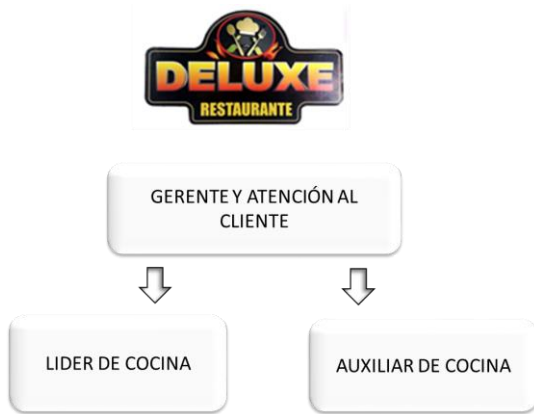 DELUXE
RESTAURANTE
GERENTE Y ATENCIÓN AL
CLIENTE
LIDER DE COCINA
AUXILIAR DE COCINA